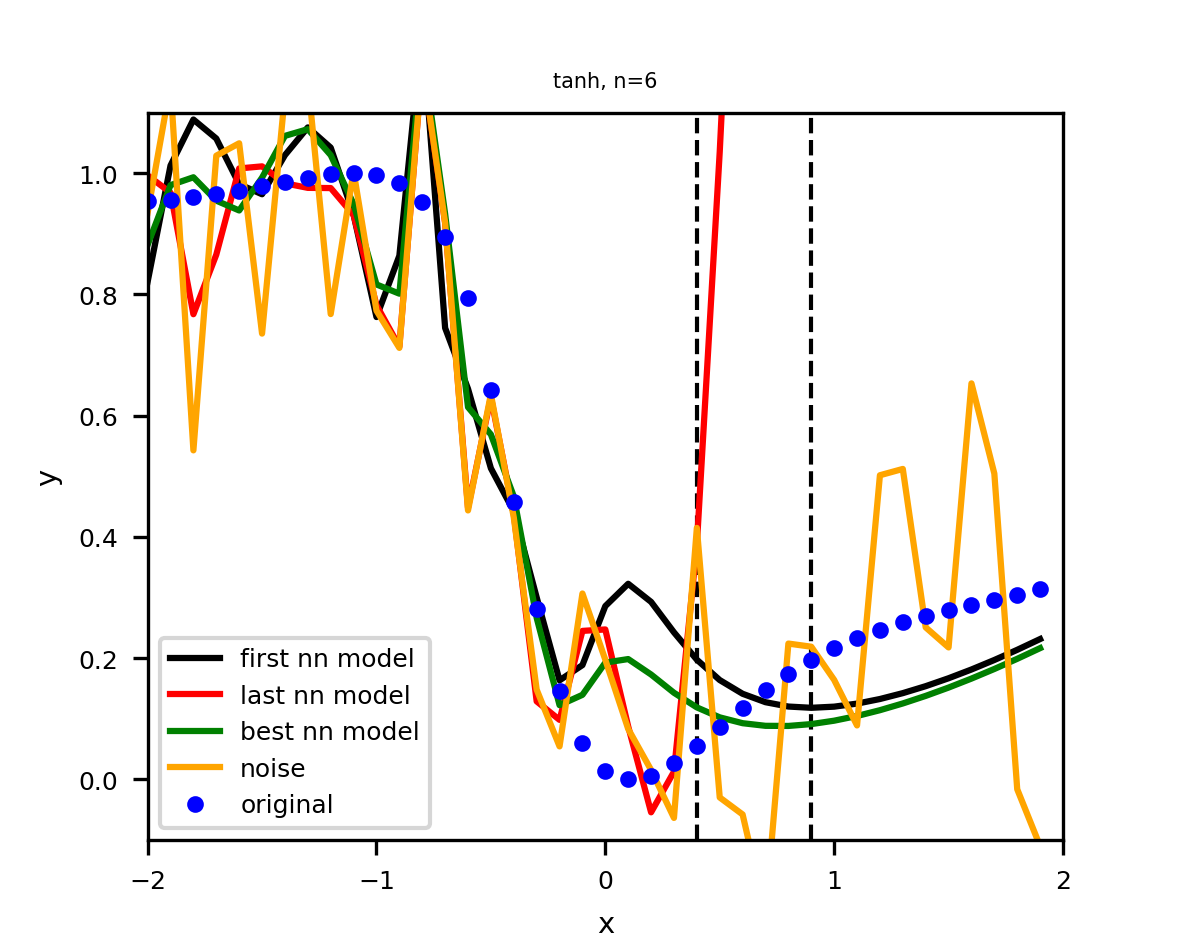 tanh, n=6
1.0
0.8
0.6
0.4
0.2
0.0
y
first nn model
last nn model
best nn model
noise
original
−2
−1
0
1
2
x